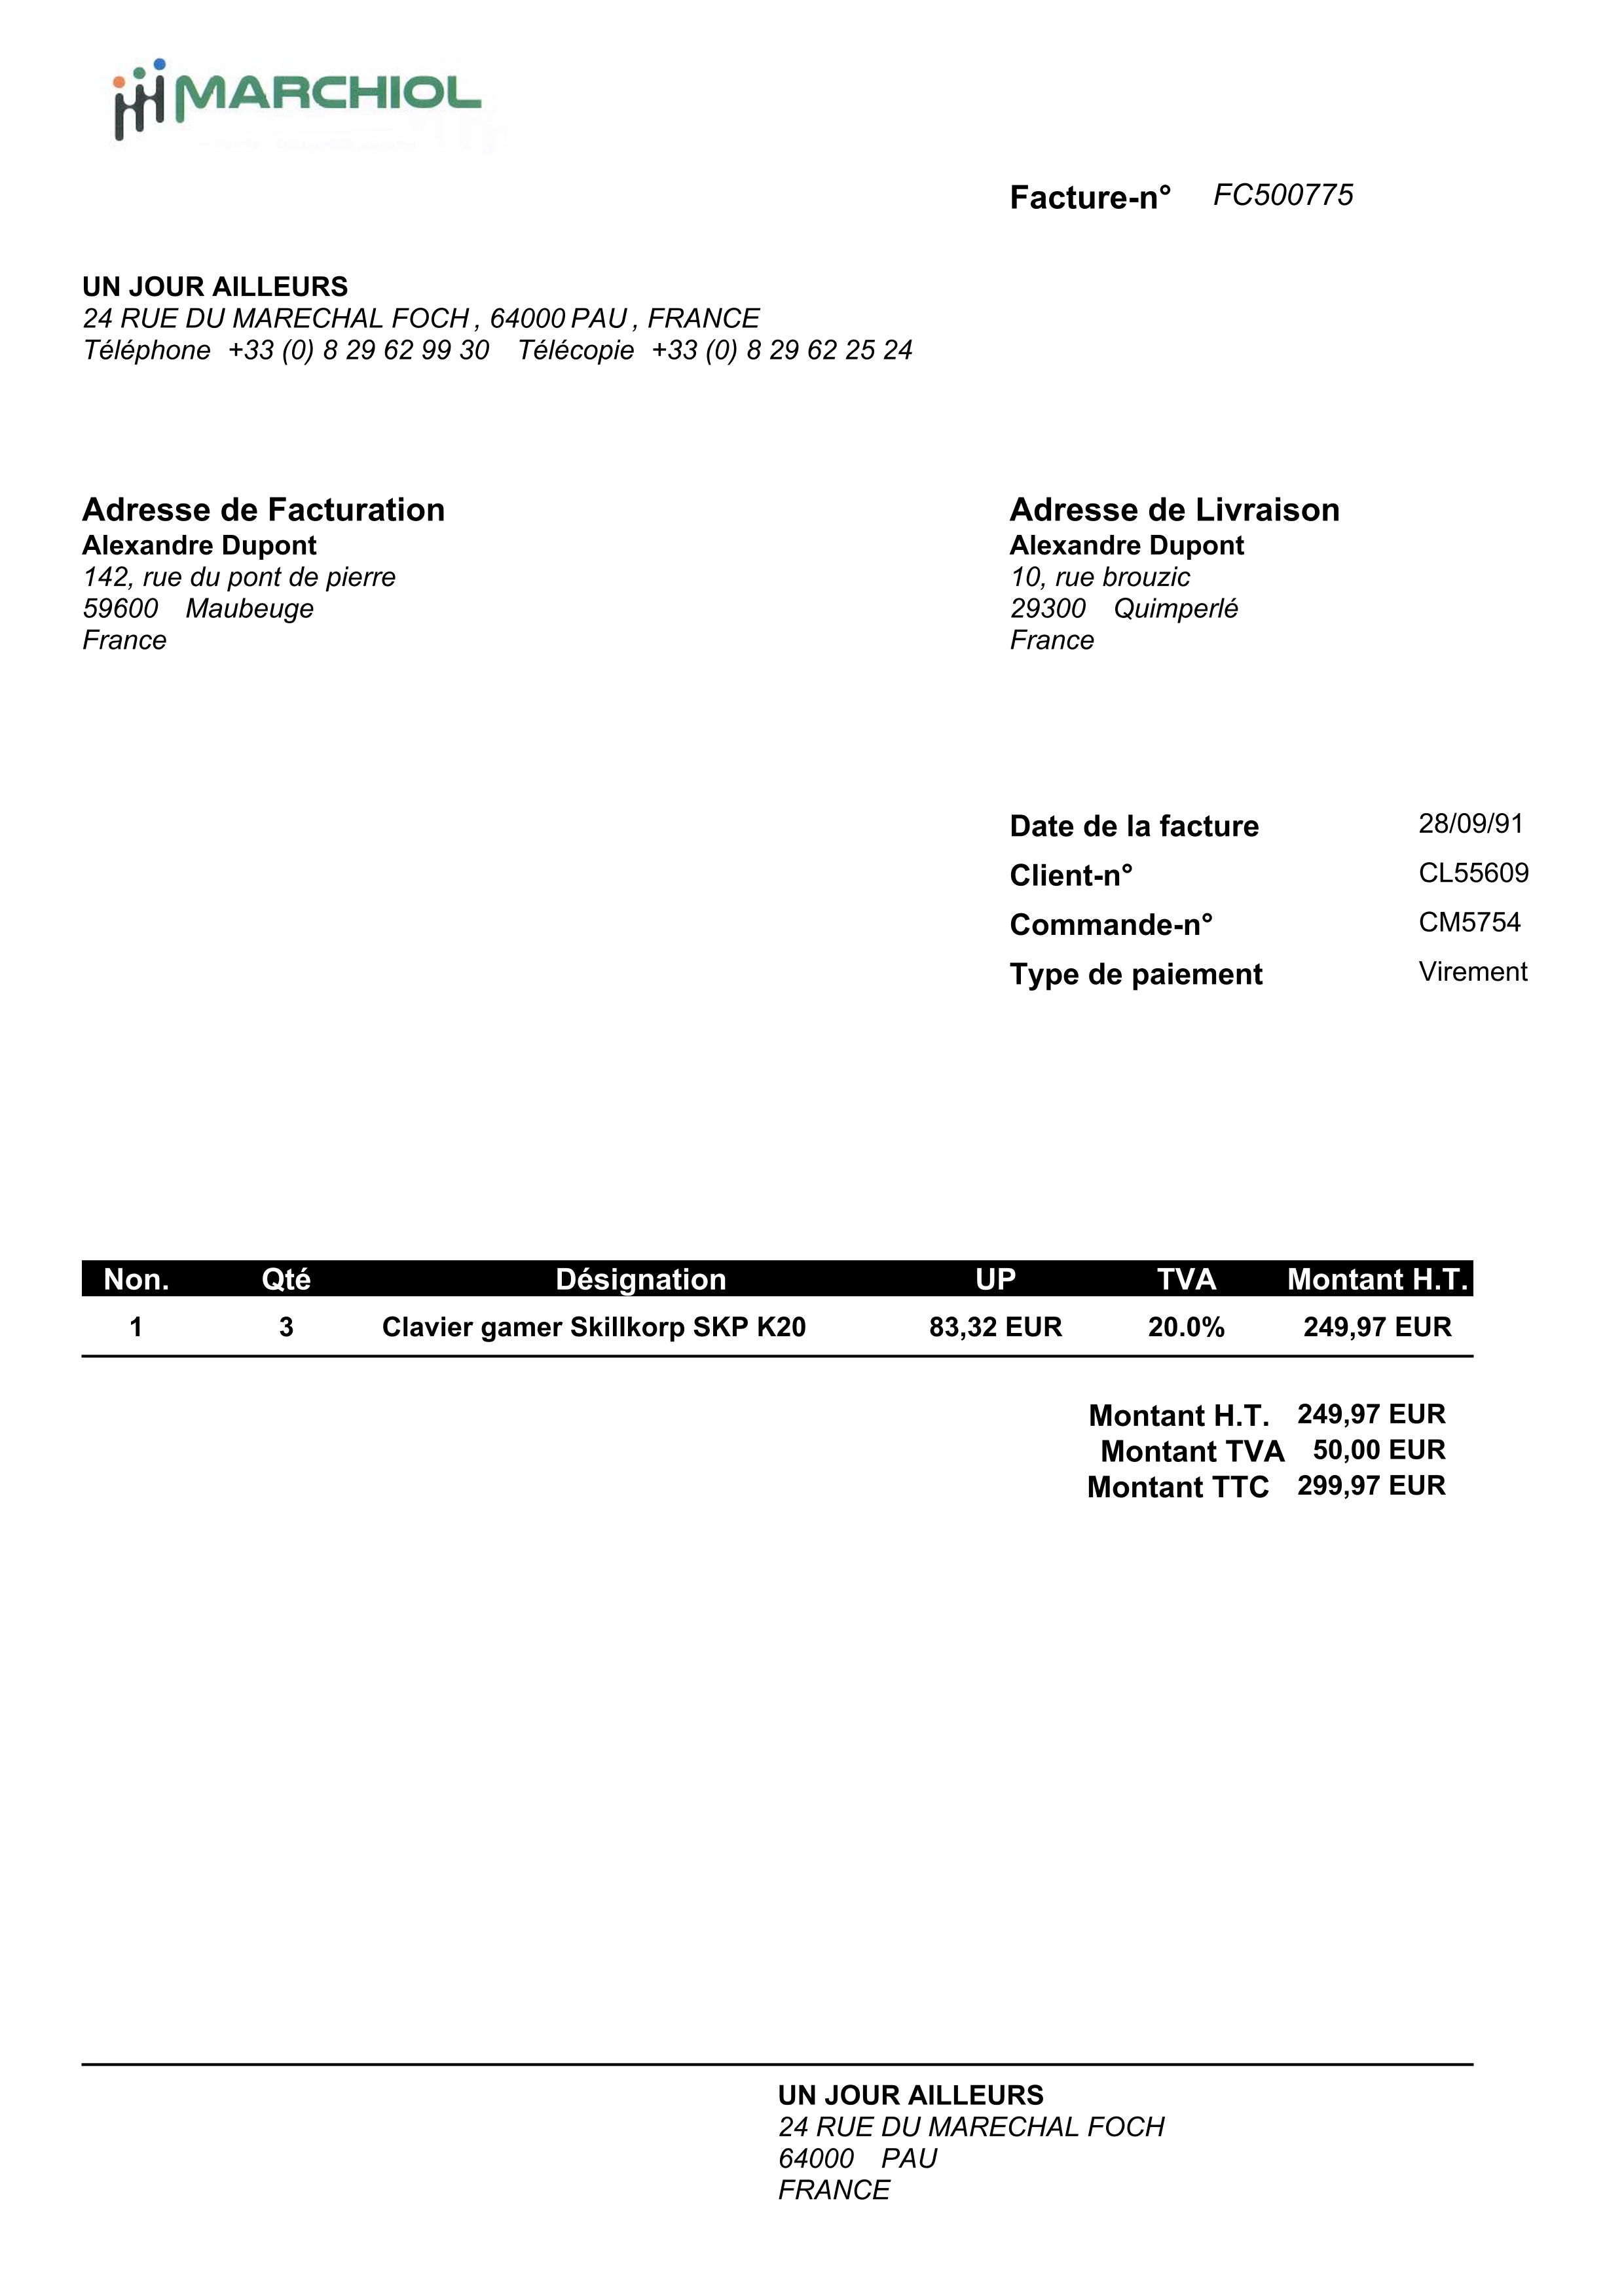 MARCHIOL
Facture-n° FC500775
UN JOUR AILLEURS
24 RUE DU MARECHAL FOCH , 64000 PAU , FRANCE
Téléphone +33 (0) 8 29 62 99 30 Télécopie +33 (0) 8 29 62 25 24
Adresse de Facturation
Alexandre Dupont
142, rue du pont de pierre
59600 Maubeuge
France
Adresse de Livraison
Alexandre Dupont
10, rue brouzic
29300 Quimperlé
France
Date de la facture 28/09/91
Client-n° CL55609
Commande-n° CM5754
Type de paiement Virement
Non. Qté Désignation UP TVA Montant H.T.
1 3 Clavier gamer Skillkorp SKP K20 83,32 EUR 20.0% 249,97 EUR
Montant H.T. 249,97 EUR
Montant TVA 50,00 EUR
Montant TTC 299,97 EUR
UN JOUR AILLEURS
24 RUE DU MARECHAL FOCH
64000 PAU
FRANCE